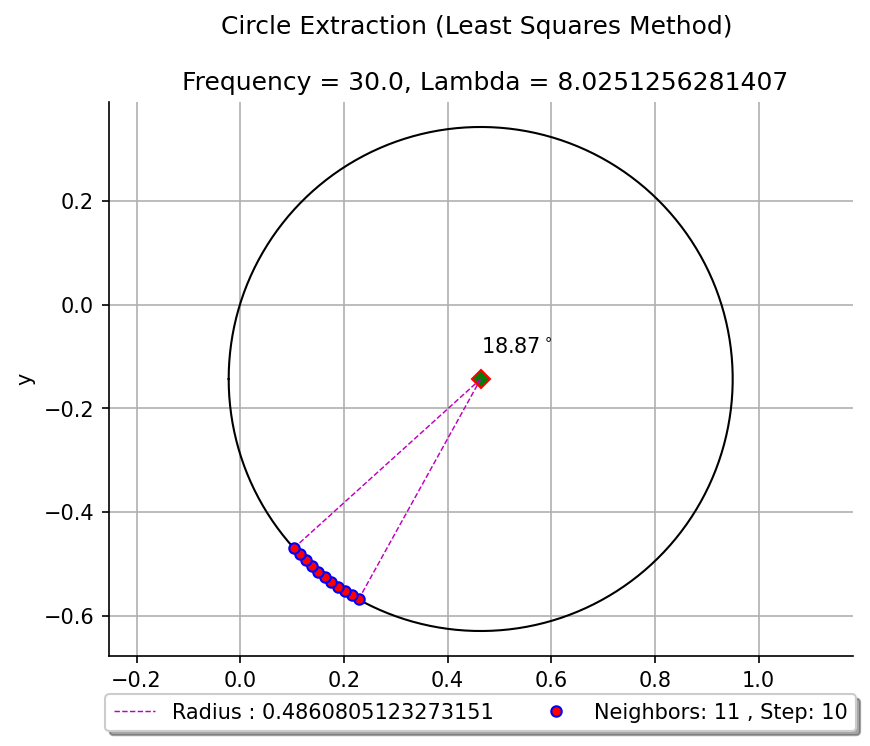 Circle Extraction (Least Squares Method)
Frequency = 30.0, Lambda = 8.0251256281407
0.2
0.0
−0.2
−0.4
−0.6
y
18.87°
−0.2
0.0
0.2
0.4
0.6
0.8
1.0
Radius : 0.4860805123273151
Neighbors: 11 , Step: 10